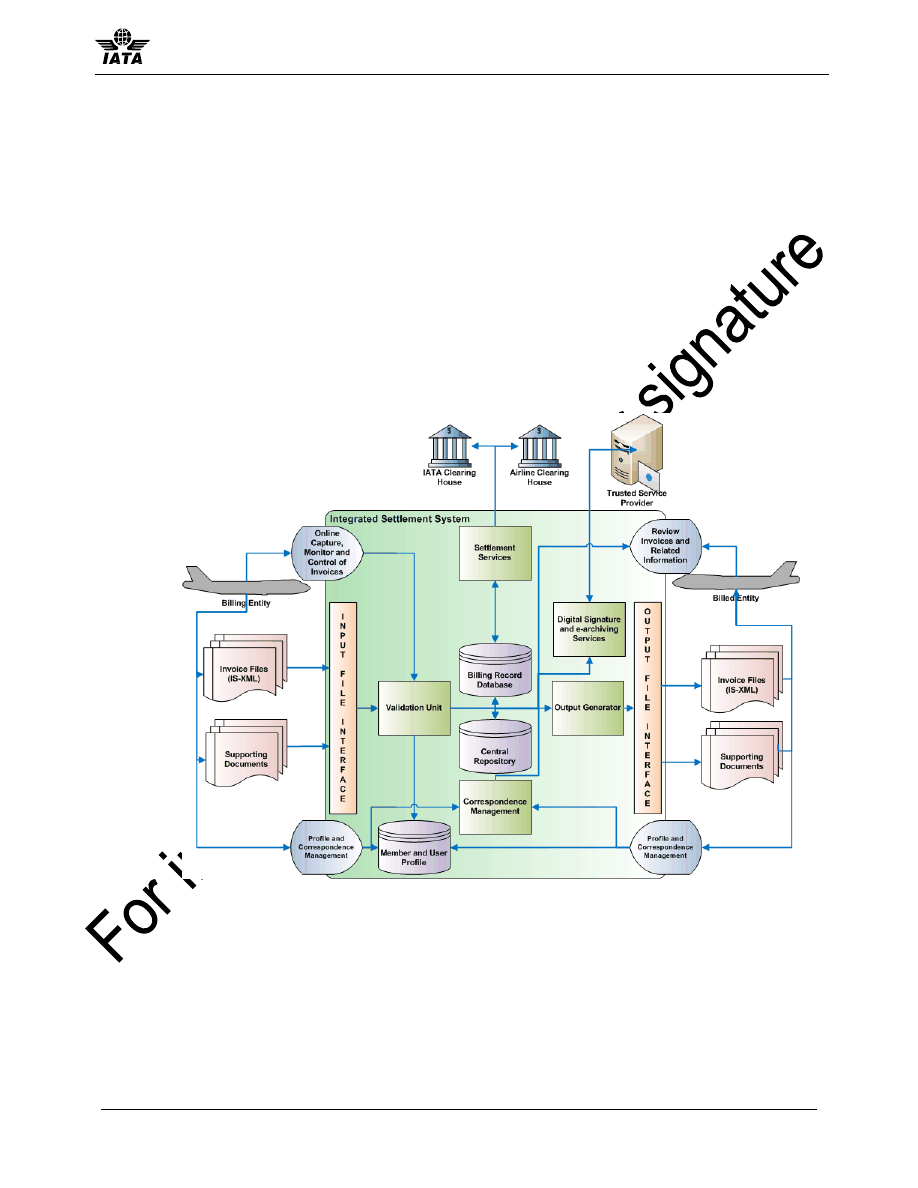 IATA
For i
signature
$
$
IATA Clearing
House
Airline Clearing
House
Trusted Service
Provider
Integrated Settlement System
Online
Capture,
Monitor and
Control of
Invoices
Settlement
Services
Review
Invoices and
Related
Information
Billing Entity
Billed Entity
INPUT FILE INTERFACE
Digital Signature
and e-archiving
Services
OUTPUT FILE INTERFACE
Invoice Files
(IS-XML)
Billing Record
Database
Invoice Files
(IS-XML)
Validation Unit
Output Generator
Supporting
Documents
Central
Repository
Supporting
Documents
Correspondence
Management
Profile and
Correspondence
Management
Member and User
Profile
Profile and
Correspondence
Management